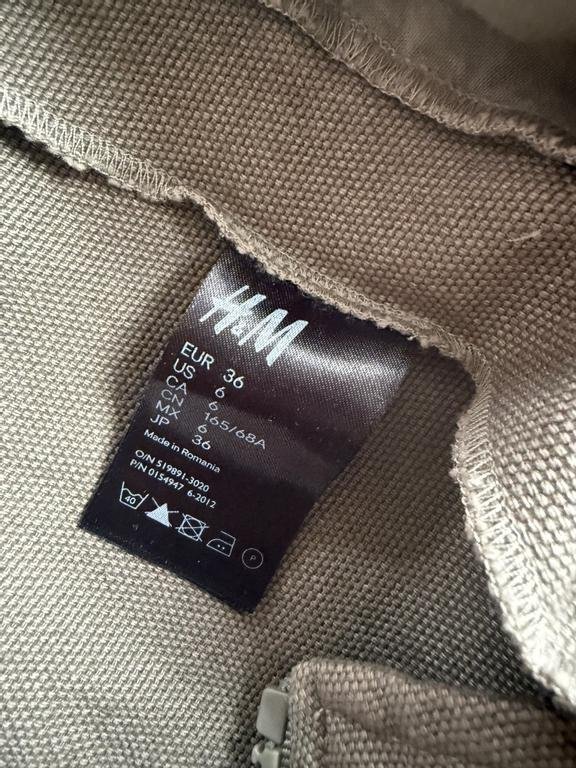 H&M
EUR 36
US 6
CA 6
CN 165/68A
MX 6
JP 36
Made in Romania
O/N 519891-3020
P/N 0154947 6-2012
40
P